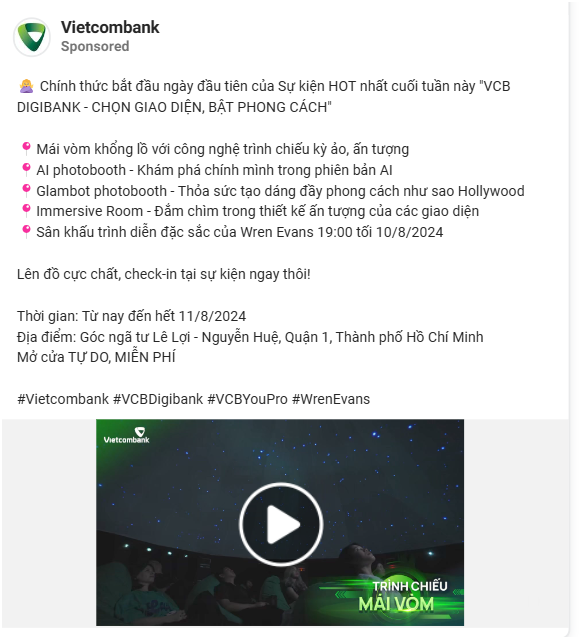 Vietcombank
Sponsored
🙇 Chính thức bắt đầu ngày đầu tiên của Sự kiện HOT nhất cuối tuần này "VCB
DIGIBANK - CHỌN GIAO DIỆN, BẬT PHONG CÁCH"
📍 Mái vòm khổng lồ với công nghệ trình chiếu kỳ ảo, ấn tượng
📍 AI photobooth - Khám phá chính mình trong phiên bản AI
📍 Glambot photobooth - Thỏa sức tạo dáng đầy phong cách như sao Hollywood
📍 Immersive Room - Đắm chìm trong thiết kế ấn tượng của các giao diện
📍 Sân khấu trình diễn đặc sắc của Wren Evans 19:00 tối 10/8/2024
Lên đồ cực chất, check-in tại sự kiện ngay thôi!
Thời gian: Từ nay đến hết 11/8/2024
Địa điểm: Góc ngã tư Lê Lợi - Nguyễn Huệ, Quận 1, Thành phố Hồ Chí Minh
Mở cửa TỰ DO, MIỄN PHÍ
#Vietcombank #VCBDigibank #VCBYouPro #WrenEvans
Vietcombank
TRÌNH CHIẾU
MÁI VÒM